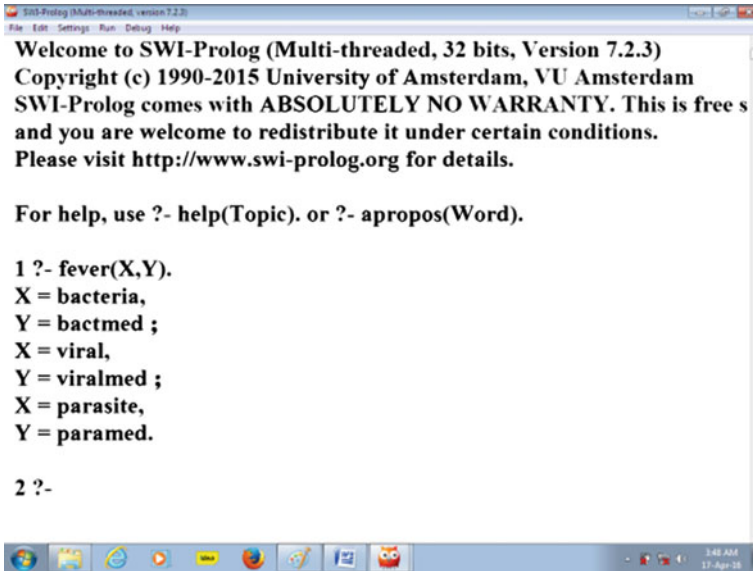 SWI-Prolog (Multi-threaded, version 7.2.3)
File Edit Settings Run Debug Help
Welcome to SWI-Prolog (Multi-threaded, 32 bits, Version 7.2.3)
Copyright (c) 1990-2015 University of Amsterdam, VU Amsterdam
SWI-Prolog comes with ABSOLUTELY NO WARRANTY. This is free s
and you are welcome to redistribute it under certain conditions.
Please visit http://www.swi-prolog.org for details.
For help, use ?- help(Topic). or ?- apropos(Word).
1 ?- fever(X,Y).
X = bacteria,
Y = bactmed ;
X = viral,
Y = viralmed ;
X = parasite,
Y = paramed.
2 ?-
3:48 AM
17-Apr-16